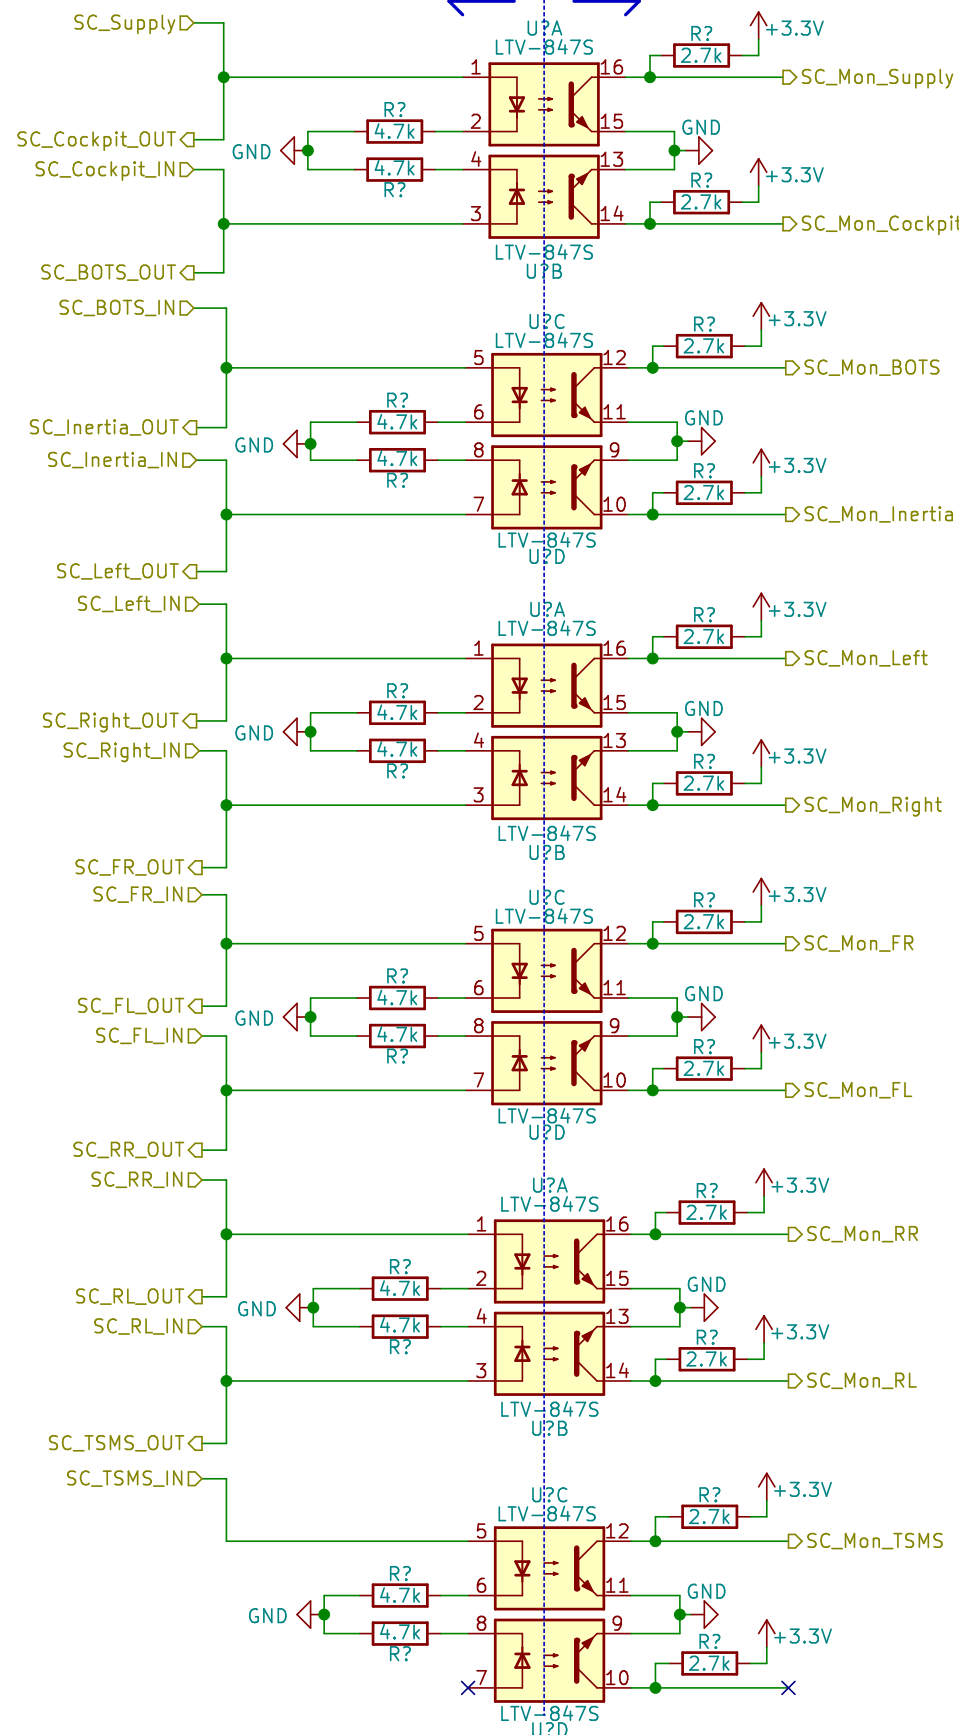 SC_Supply
U?A
LTV-847S
R?
2.7k
+3.3V
1
16
SC_Mon_Supply
SC_Cockpit_OUT
R?
4.7k
2
15
GND
GND
SC_Cockpit_IN
4.7k
R?
4
13
R?
2.7k
+3.3V
3
14
SC_Mon_Cockpit
LTV-847S
U?B
SC_BOTS_OUT
SC_BOTS_IN
U?C
LTV-847S
R?
2.7k
+3.3V
5
12
SC_Mon_BOTS
SC_Inertia_OUT
R?
4.7k
6
11
GND
GND
SC_Inertia_IN
4.7k
R?
8
9
R?
2.7k
+3.3V
7
10
SC_Mon_Inertia
LTV-847S
U?D
SC_Left_OUT
SC_Left_IN
U?A
LTV-847S
R?
2.7k
+3.3V
1
16
SC_Mon_Left
SC_Right_OUT
R?
4.7k
2
15
GND
GND
SC_Right_IN
4.7k
R?
4
13
R?
2.7k
+3.3V
3
14
SC_Mon_Right
LTV-847S
U?B
SC_FR_OUT
SC_FR_IN
U?C
LTV-847S
R?
2.7k
+3.3V
5
12
SC_Mon_FR
SC_FL_OUT
R?
4.7k
6
11
GND
GND
SC_FL_IN
4.7k
R?
8
9
R?
2.7k
+3.3V
7
10
SC_Mon_FL
LTV-847S
U?D
SC_RR_OUT
SC_RR_IN
U?A
LTV-847S
R?
2.7k
+3.3V
1
16
SC_Mon_RR
SC_RL_OUT
R?
4.7k
2
15
GND
GND
SC_RL_IN
4.7k
R?
4
13
R?
2.7k
+3.3V
3
14
SC_Mon_RL
LTV-847S
U?B
SC_TSMS_OUT
SC_TSMS_IN
U?C
LTV-847S
R?
2.7k
+3.3V
5
12
SC_Mon_TSMS
R?
4.7k
6
11
GND
GND
4.7k
R?
8
9
R?
2.7k
+3.3V
7
10
LTV-847S
U?D